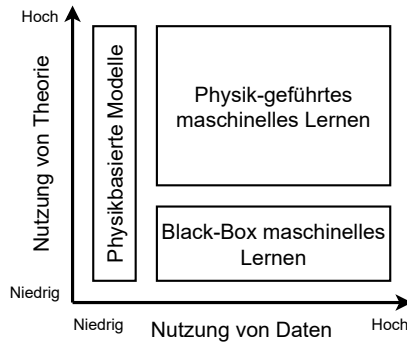 Hoch
Nutzung von Theorie
Physikbasierte Modelle
Physik-geführtes
maschinelles Lernen
Black-Box maschinelles
Lernen
Niedrig
Niedrig
Nutzung von Daten
Hoch